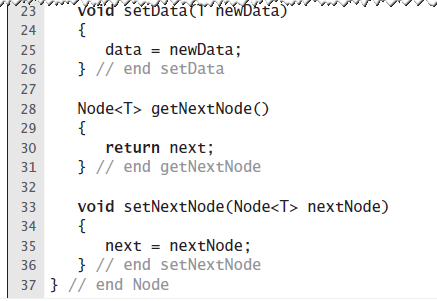 23 void setData(T newData)
24 {
25 data = newData;
26 } // end setData
27
28 Node<T> getNextNode()
29 {
30 return next;
31 } // end getNextNode
32
33 void setNextNode(Node<T> nextNode)
34 {
35 next = nextNode;
36 } // end setNextNode
37 } // end Node